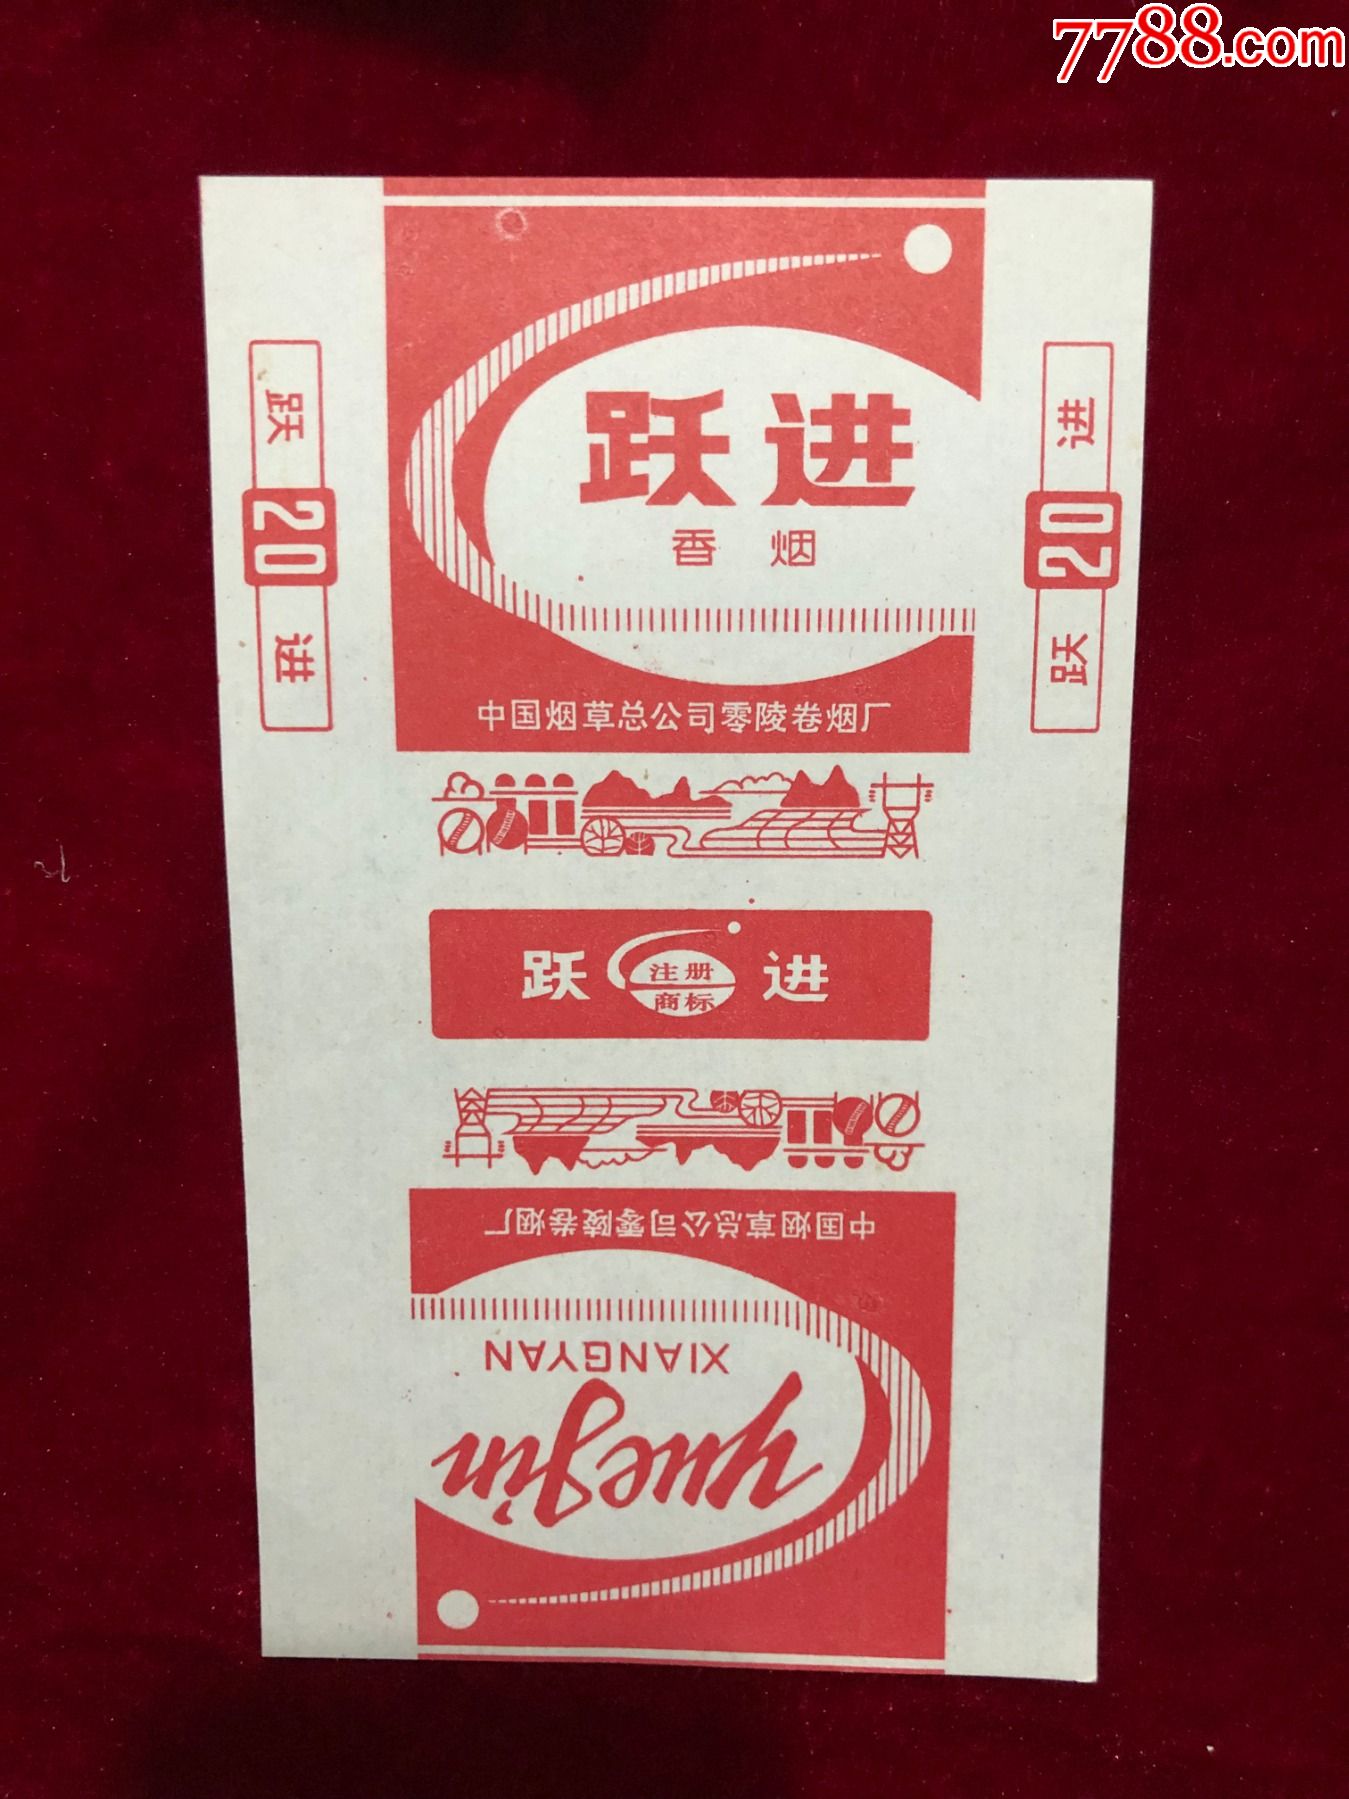 7788.com
跃进
香烟
中国烟草总公司零陵卷烟厂
跃 20 进
跃 20 进
跃 注册商标 进
中国烟草总公司零陵卷烟厂
XIANGYAN
yuejin